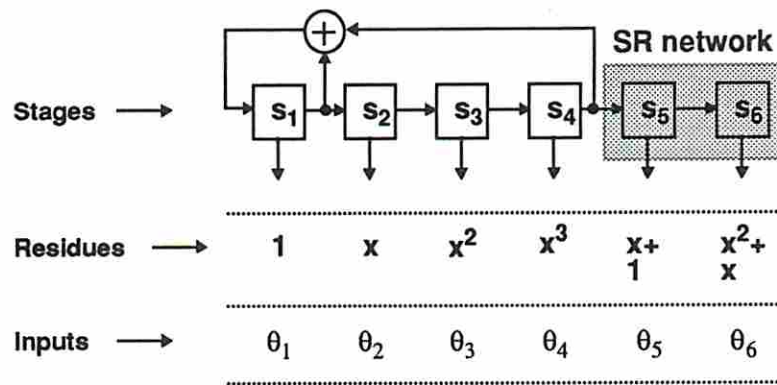 +
SR network
Stages
s₁ s₂ s₃ s₄ s₅ s₆
Residues 1 x x² x³ x+ x²+
1 x
Inputs θ₁ θ₂ θ₃ θ₄ θ₅ θ₆